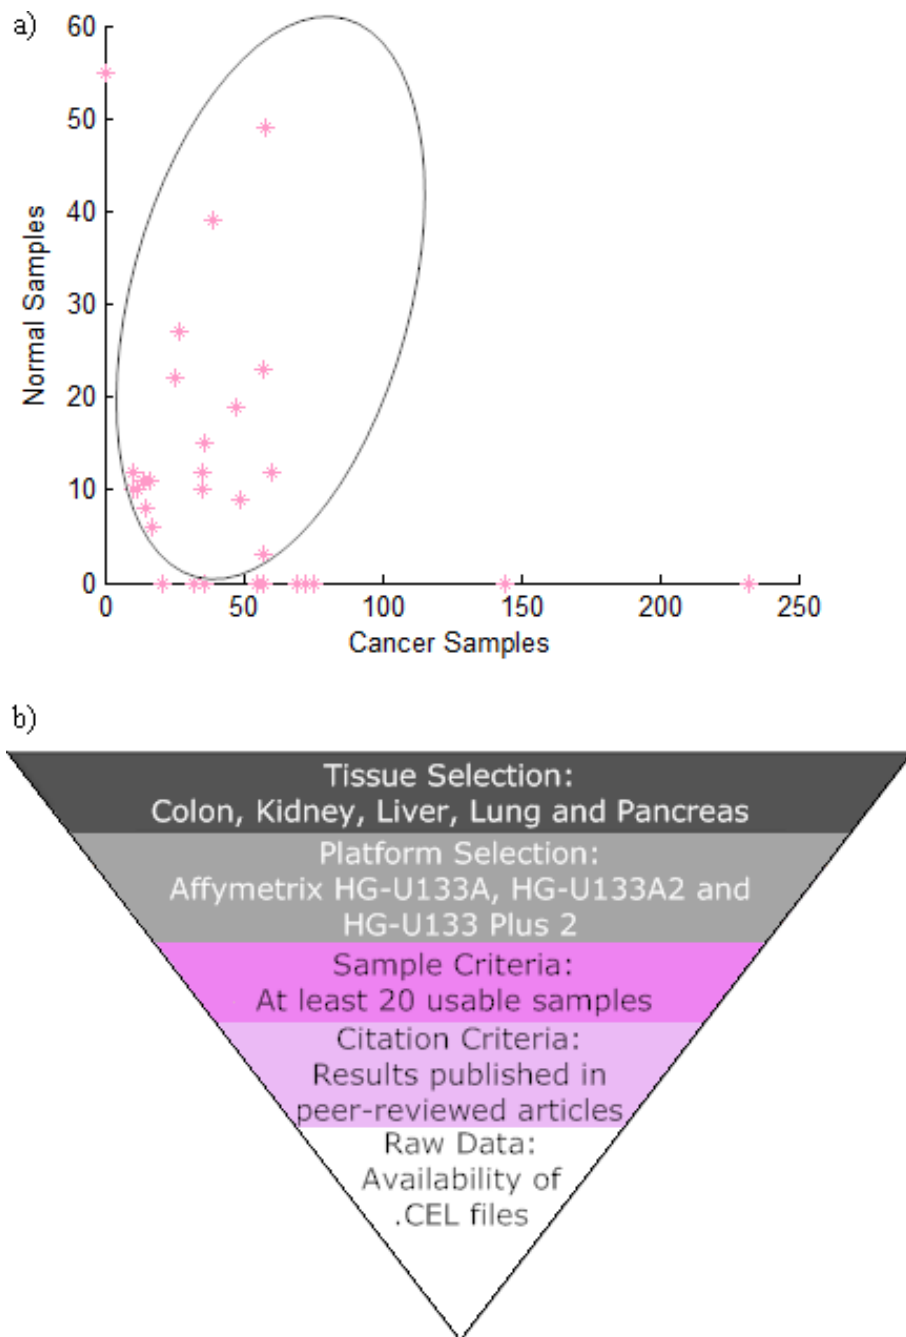 a)
60
50
40
30
20
10
0
Normal Samples
0 50 100 150 200 250
Cancer Samples
b)
Tissue Selection:
Colon, Kidney, Liver, Lung and Pancreas
Platform Selection:
Affymetrix HG-U133A, HG-U133A2 and
HG-U133 Plus 2
Sample Criteria:
At least 20 usable samples
Citation Criteria:
Results published in
peer-reviewed articles
Raw Data:
Availability of
.CEL files